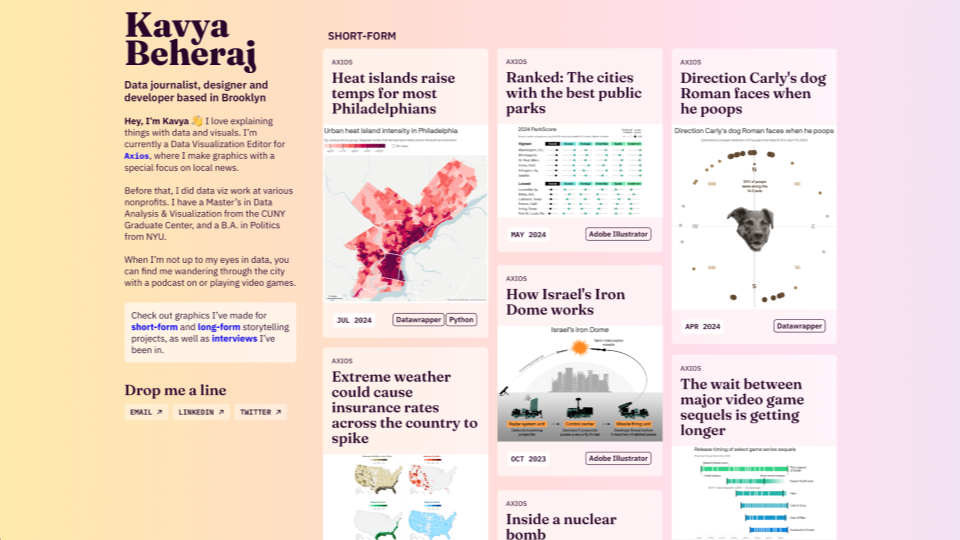 Kavya
Beheraj
Data journalist, designer and
developer based in Brooklyn
Hey, I'm Kavya 👋 I love explaining
things with data and visuals. I'm
currently a Data Visualization Editor for
Axios, where I make graphics with a
special focus on local news.
Before that, I did data viz work at various
nonprofits. I have a Master's in Data
Analysis & Visualization from the CUNY
Graduate Center, and a B.A. in Politics
from NYU.
When I'm not up to my eyes in data, you
can find me wandering through the city
with a podcast on or playing video games.
Check out graphics I've made for
short-form and long-form storytelling
projects, as well as interviews I've
been in.
Drop me a line
EMAIL ↗ LINKEDIN ↗ TWITTER ↗
SHORT-FORM
AXIOS
Heat islands raise
temps for most
Philadelphians
Urban heat island intensity in Philadelphia
JUL 2024 Datawrapper Python
AXIOS
Extreme weather
could cause
insurance rates
across the country to
spike
AXIOS
Ranked: The cities
with the best public
parks
2024 ParkScore
MAY 2024 Adobe Illustrator
AXIOS
How Israel's Iron
Dome works
Israel's Iron Dome
Radar system unit Control center Missile firing unit
OCT 2023 Adobe Illustrator
AXIOS
Inside a nuclear
bomb
AXIOS
Direction Carly's dog
Roman faces when
he poops
Direction Carly's dog Roman faces when he poops
N
W E
S
APR 2024 Datawrapper
AXIOS
The wait between
major video game
sequels is getting
longer
Release timing of select game series sequels